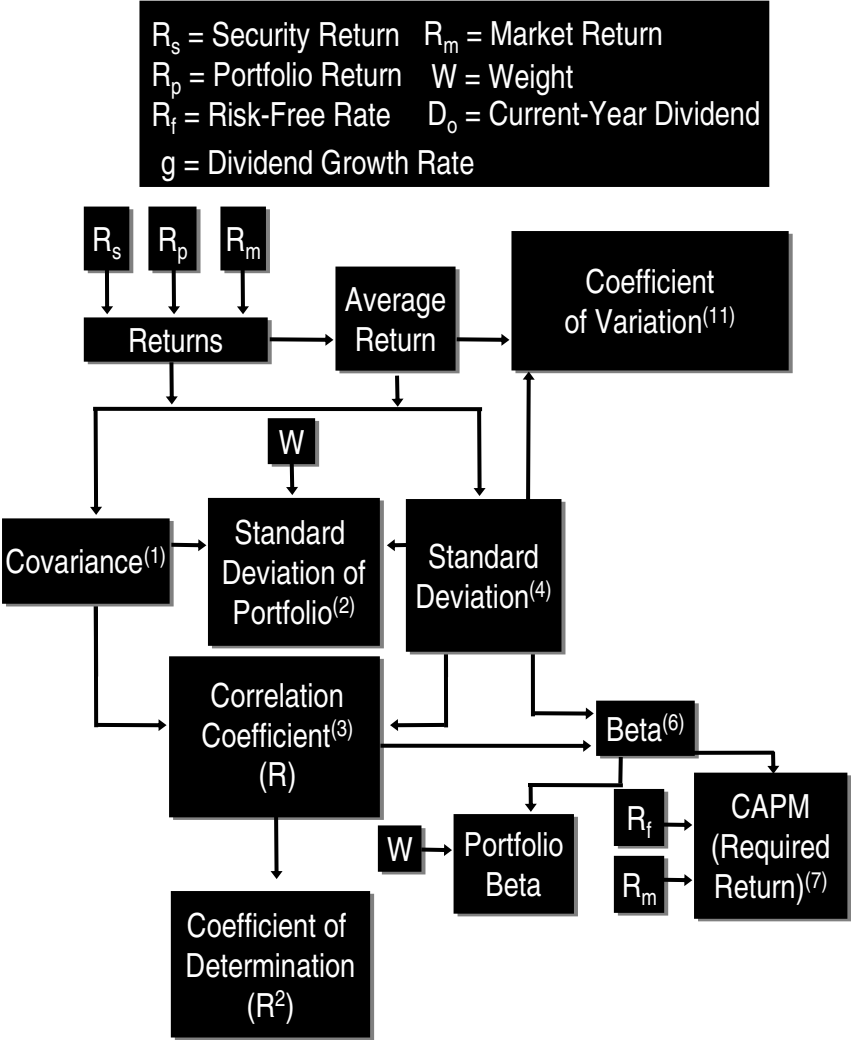 Rs = Security Return Rm = Market Return
Rp = Portfolio Return W = Weight
Rf = Risk-Free Rate Do = Current-Year Dividend
g = Dividend Growth Rate
Rs
Rp
Rm
Returns
Average
Return
Coefficient
of Variation(11)
W
Covariance(1)
Standard
Deviation of
Portfolio(2)
Standard
Deviation(4)
Correlation
Coefficient(3)
(R)
Beta(6)
W
Portfolio
Beta
Rf
Rm
CAPM
(Required
Return)(7)
Coefficient of
Determination
(R2)